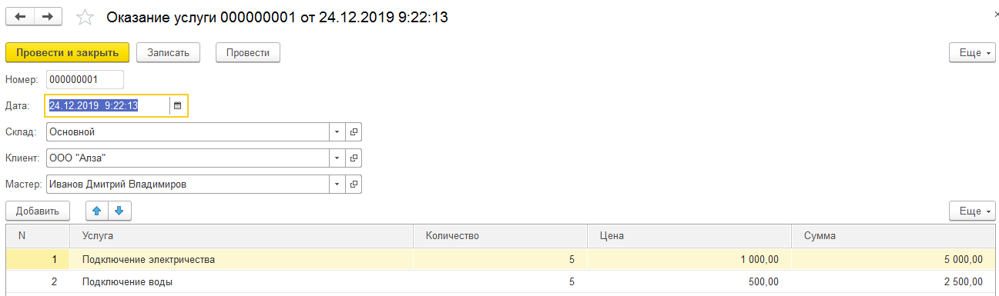 Оказание услуги 000000001 от 24.12.2019 9:22:13
Провести и закрыть Записать Провести Еще
Номер: 000000001
Дата: 24.12.2019 9:22:13
Склад: Основной
Клиент: ООО "Алза"
Мастер: Иванов Дмитрий Владимиров
Добавить Еще
N Услуга Количество Цена Сумма
1 Подключение электричества 5 1 000,00 5 000,00
2 Подключение воды 5 500,00 2 500,00